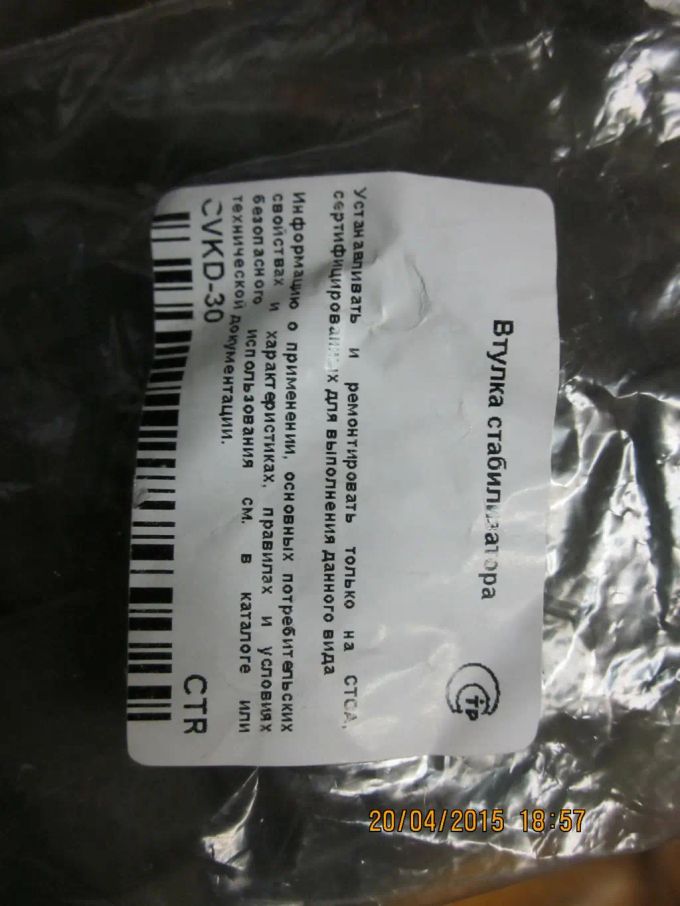 Втулка стабилизатора
ТР
Устанавливать и ремонтировать только на СТОА,
сертифицированных для выполнения данного вида
Информацию о применении, основных потребительских
свойствах и характеристиках, правилах и условиях
безопасного использования см. в каталоге или
технической документации.
CVKD-30
CTR
20/04/2015 18:57